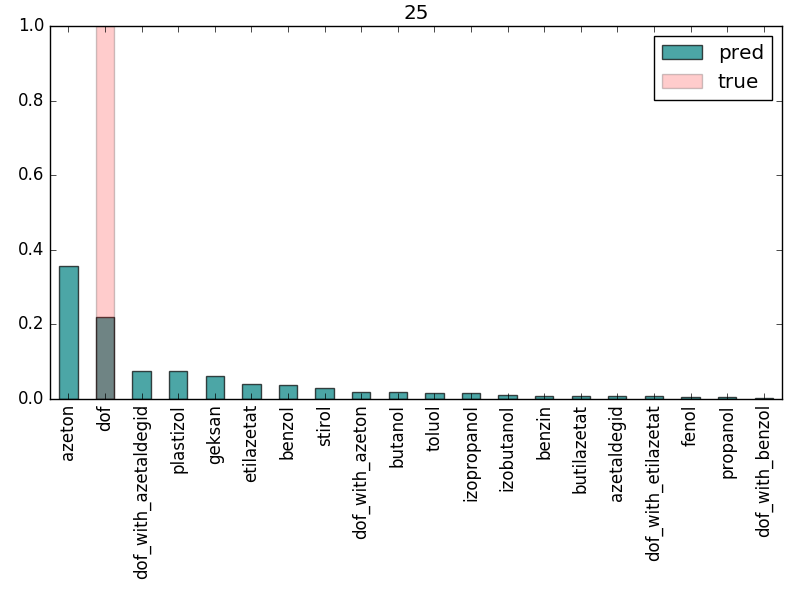 25
1.0
0.8
0.6
0.4
0.2
0.0
pred
true
azeton
dof
dof_with_azetaldegid
plastizol
geksan
etilazetat
benzol
stirol
dof_with_azeton
butanol
toluol
izopropanol
izobutanol
benzin
butilazetat
azetaldegid
dof_with_etilazetat
fenol
propanol
dof_with_benzol